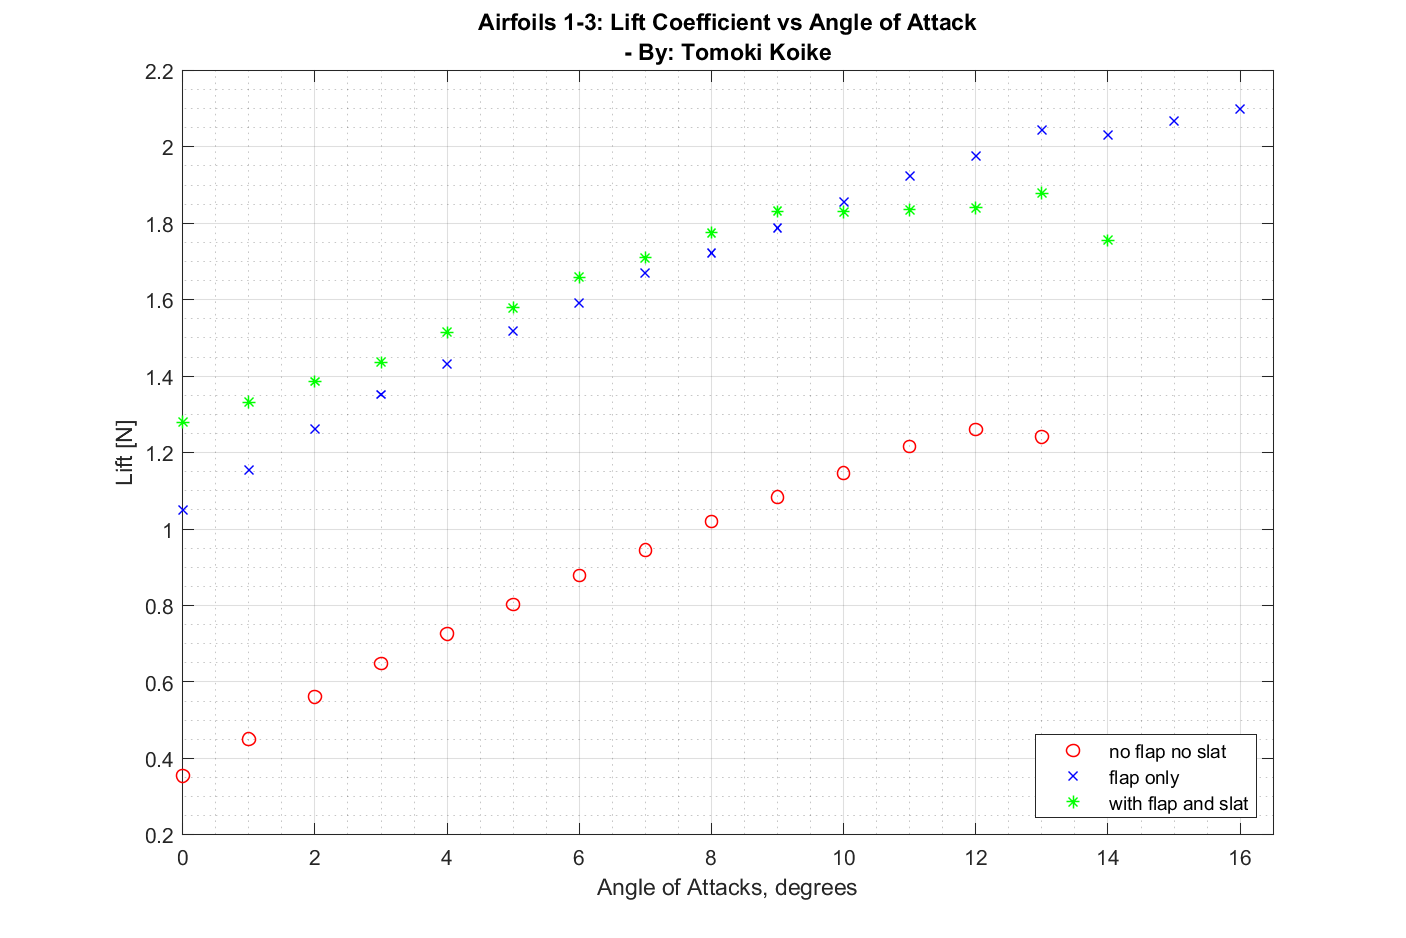 Airfoils 1-3: Lift Coefficient vs Angle of Attack
- By: Tomoki Koike
2.2
2
1.8
1.6
1.4
1.2
1
0.8
0.6
0.4
0.2
Lift [N]
no flap no slat
flap only
with flap and slat
0 2 4 6 8 10 12 14 16
Angle of Attacks, degrees